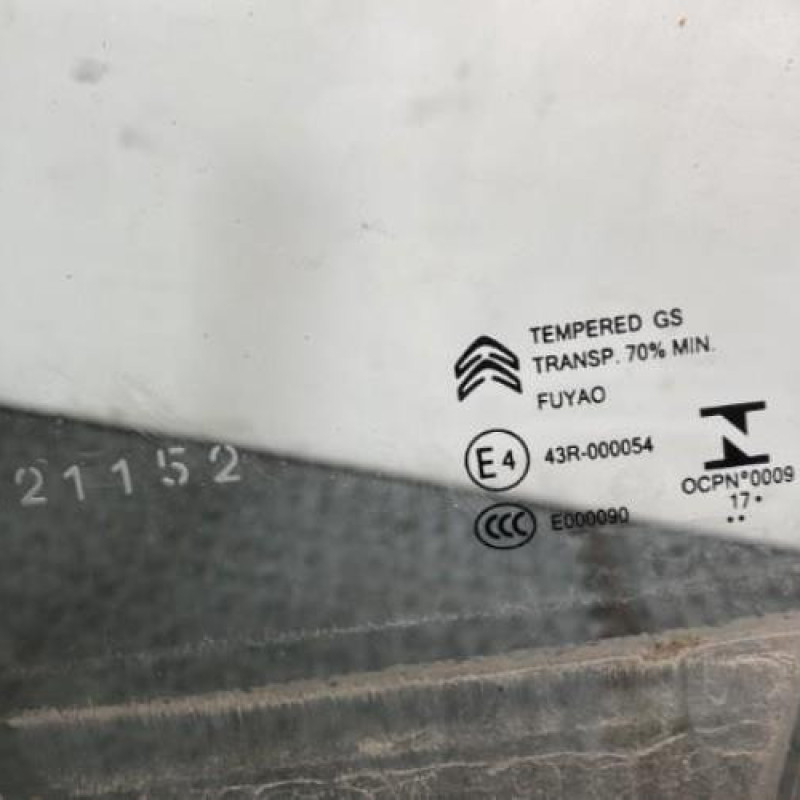 TEMPERED GS
TRANSP. 70% MIN.
FUYAO
E4 43R-000054
CCC E000090
OCPN°0009
17.
..
21152